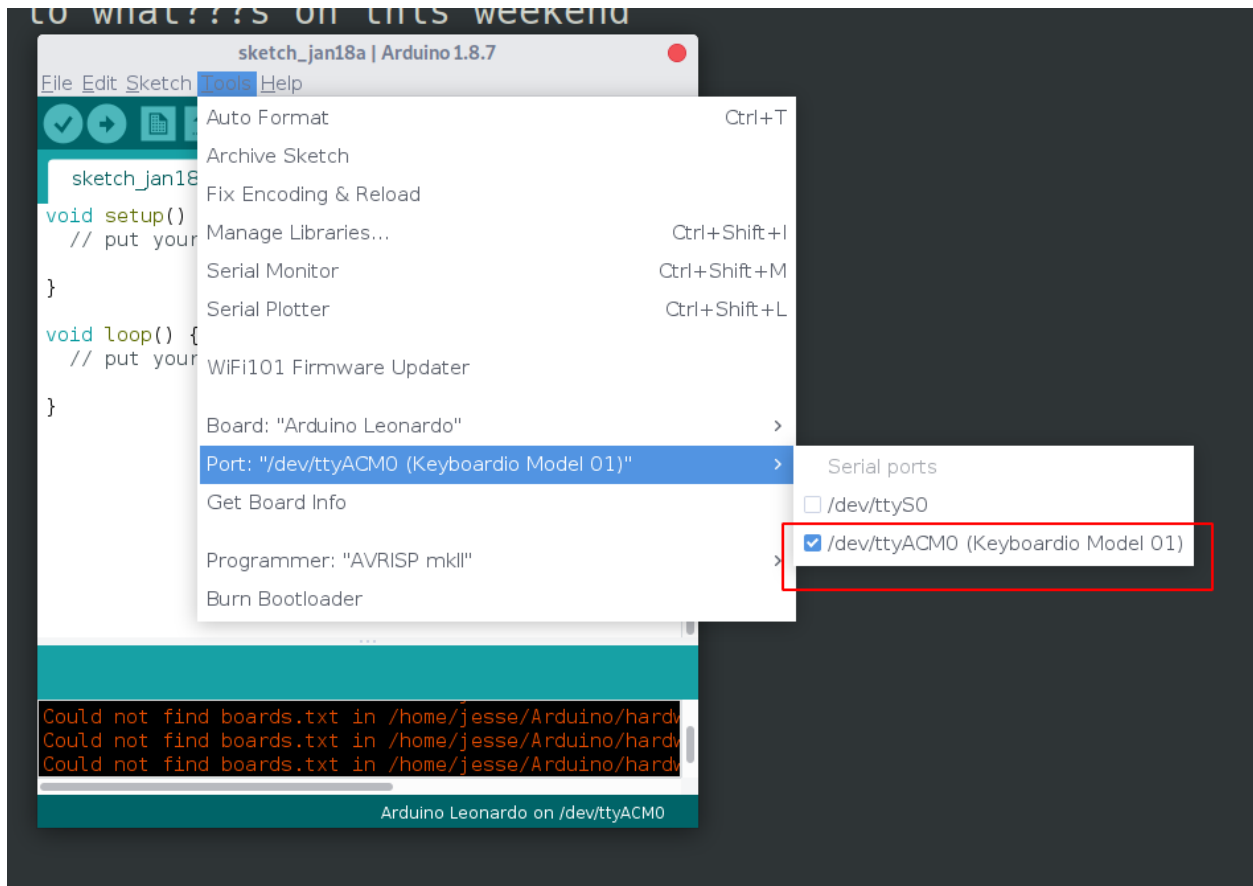 to what???s on this weekend
sketch_jan18a | Arduino 1.8.7
File Edit Sketch Tools Help
Auto Format Ctrl+T
Archive Sketch
sketch_jan18
Fix Encoding & Reload
void setup()
// put your
Manage Libraries... Ctrl+Shift+I
Serial Monitor Ctrl+Shift+M
}
Serial Plotter Ctrl+Shift+L
void loop() {
// put your
WiFi101 Firmware Updater
}
Board: "Arduino Leonardo" >
Port: "/dev/ttyACM0 (Keyboardio Model 01)" >
Serial ports
Get Board Info
/dev/ttyS0
/dev/ttyACM0 (Keyboardio Model 01)
Programmer: "AVRISP mkII" >
Burn Bootloader
Could not find boards.txt in /home/jesse/Arduino/hardw
Could not find boards.txt in /home/jesse/Arduino/hardw
Could not find boards.txt in /home/jesse/Arduino/hardw
Arduino Leonardo on /dev/ttyACM0